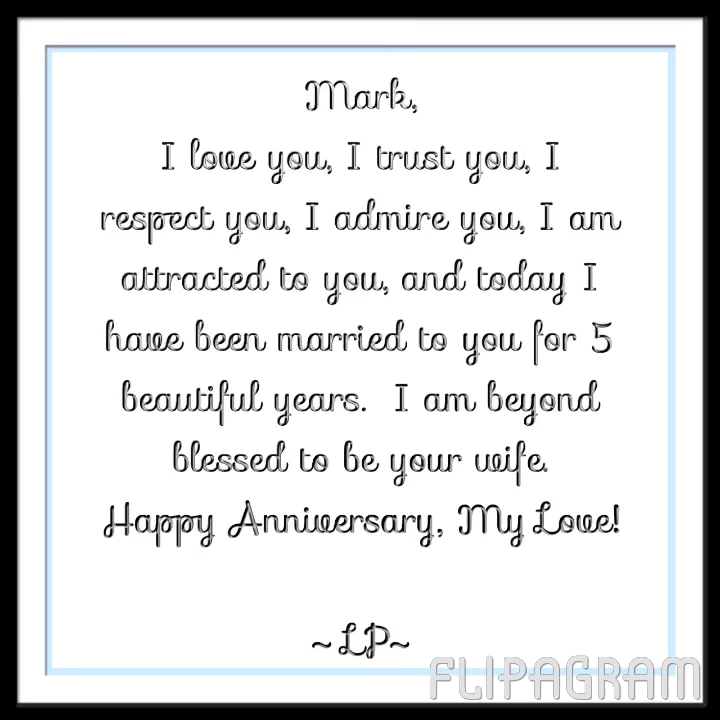 Mark,
I love you, I trust you, I
respect you, I admire you, I am
attracted to you, and today I
have been married to you for 5
beautiful years. I am beyond
blessed to be your wife.
Happy Anniversary, My Love!
~LP~
FLIPAGRAM